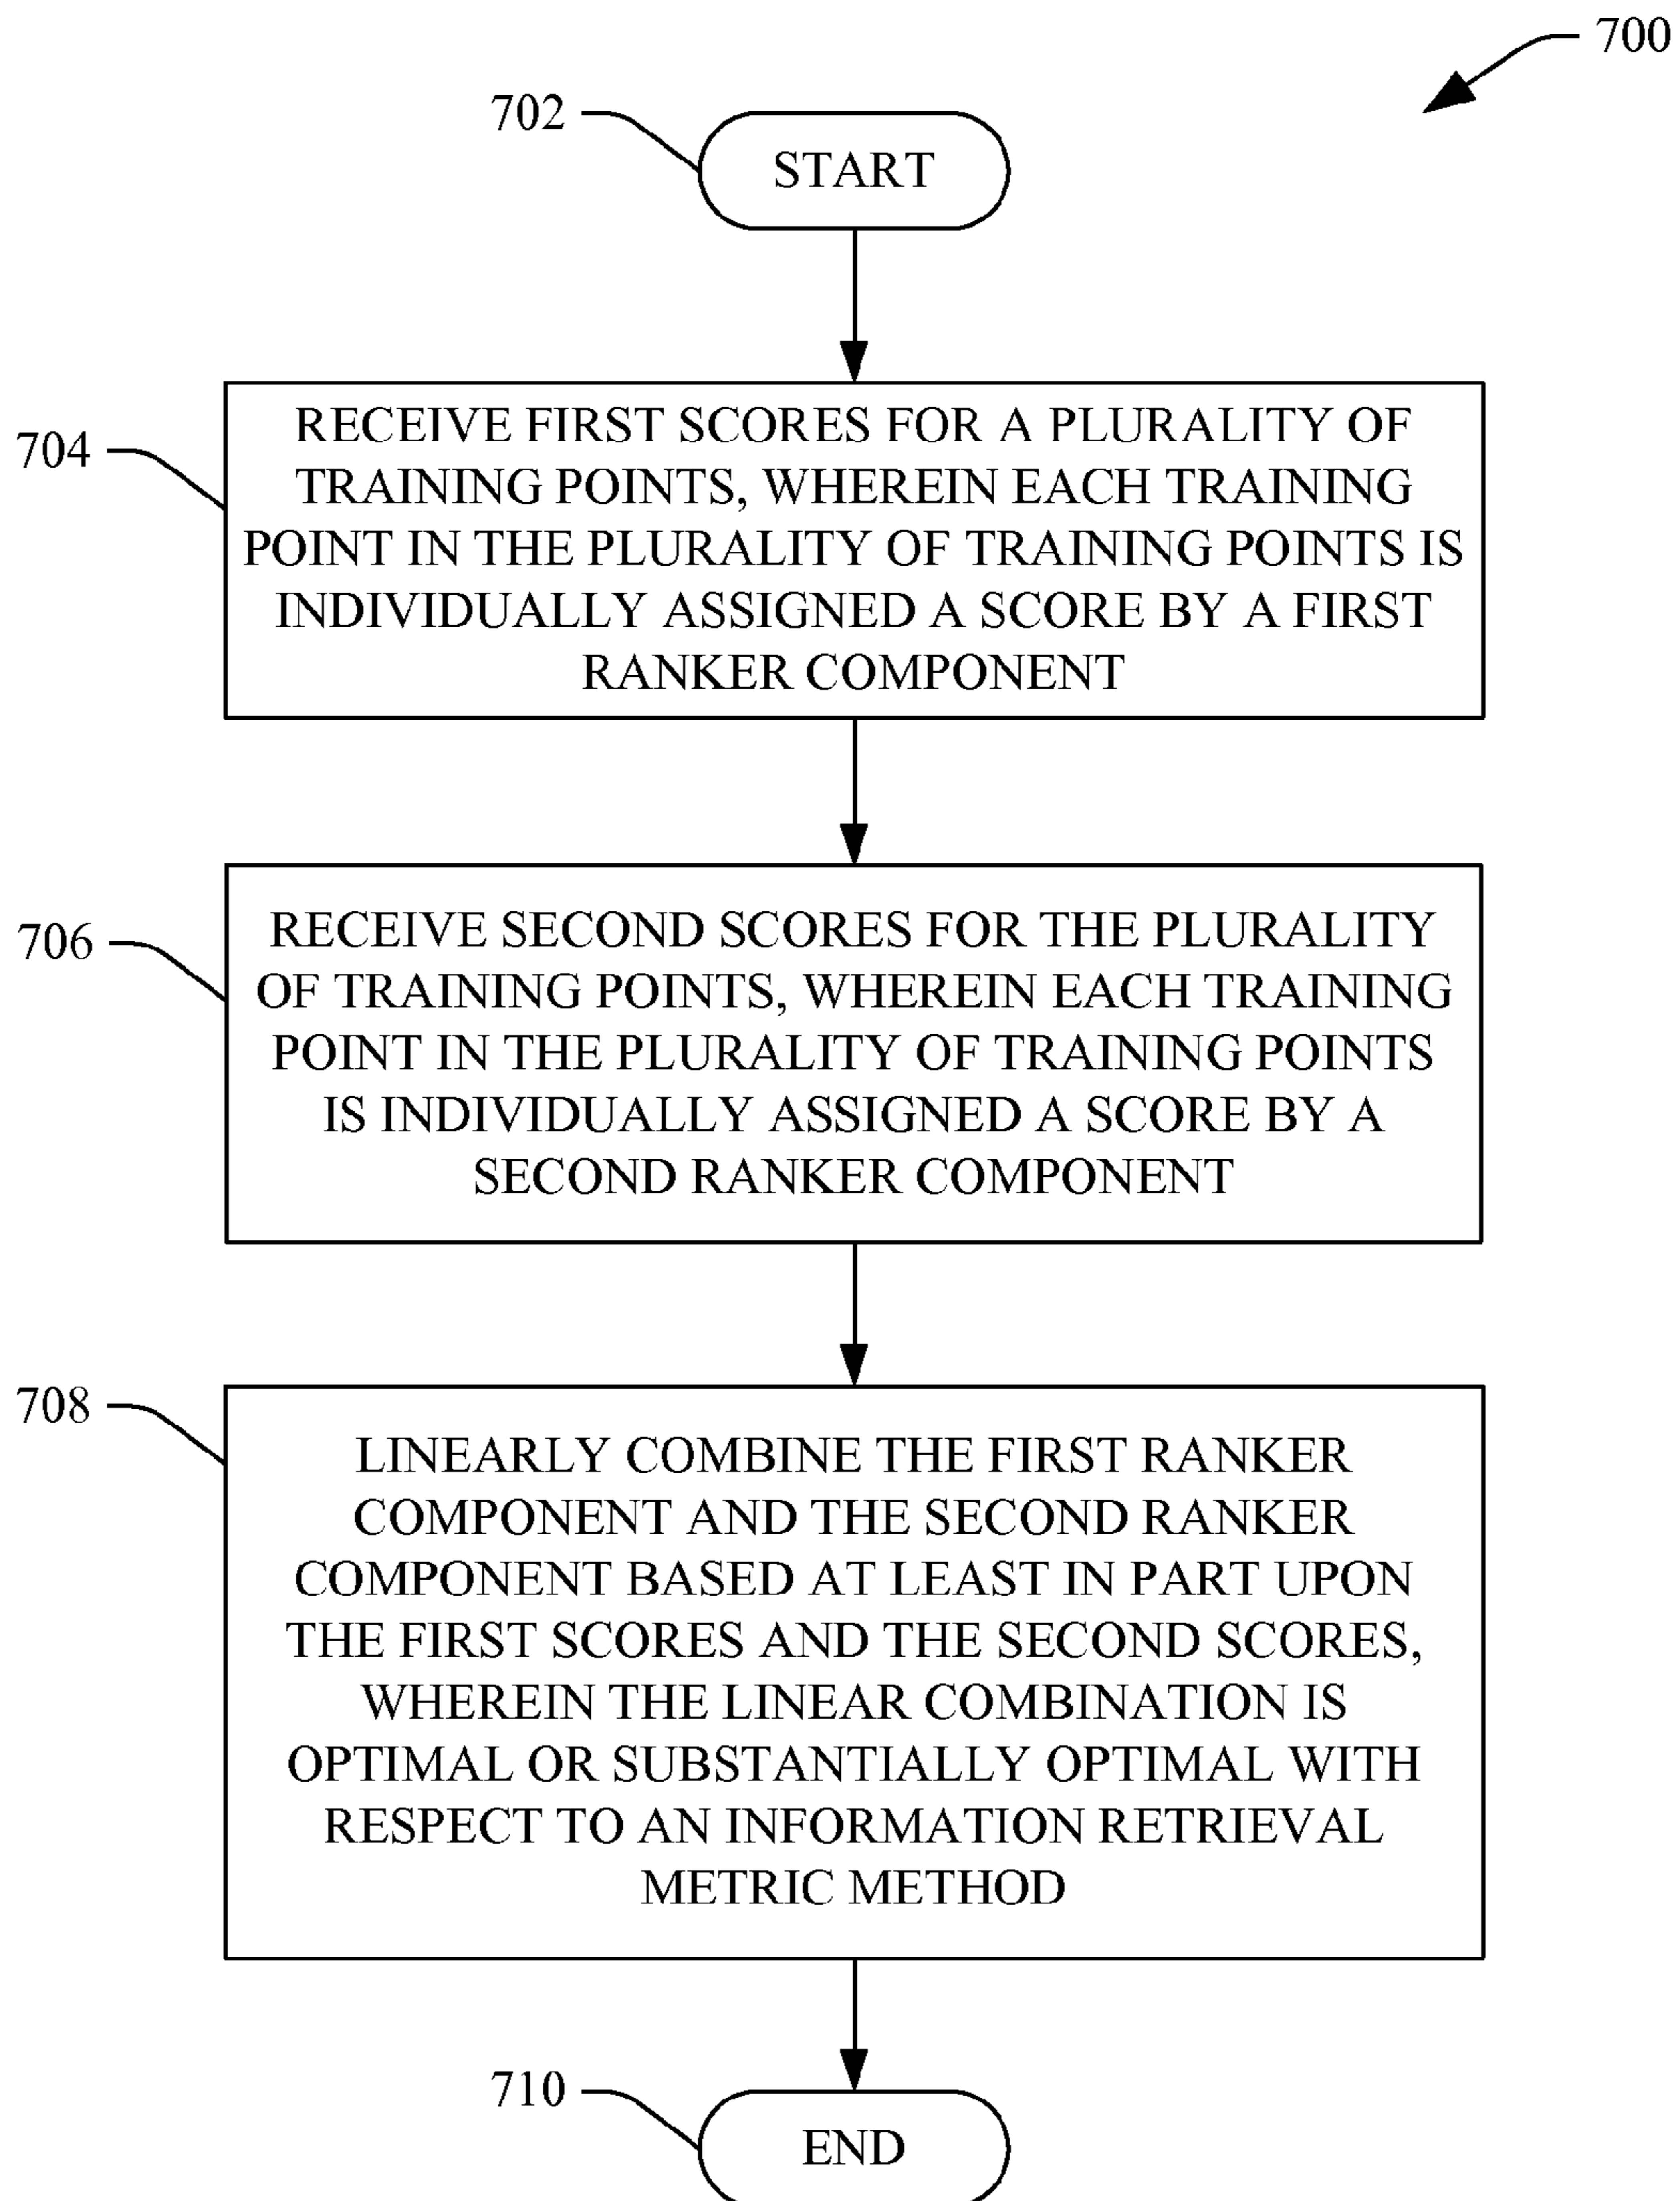 700
702
START
704
RECEIVE FIRST SCORES FOR A PLURALITY OF
TRAINING POINTS, WHEREIN EACH TRAINING
POINT IN THE PLURALITY OF TRAINING POINTS IS
INDIVIDUALLY ASSIGNED A SCORE BY A FIRST
RANKER COMPONENT
706
RECEIVE SECOND SCORES FOR THE PLURALITY
OF TRAINING POINTS, WHEREIN EACH TRAINING
POINT IN THE PLURALITY OF TRAINING POINTS
IS INDIVIDUALLY ASSIGNED A SCORE BY A
SECOND RANKER COMPONENT
708
LINEARLY COMBINE THE FIRST RANKER
COMPONENT AND THE SECOND RANKER
COMPONENT BASED AT LEAST IN PART UPON
THE FIRST SCORES AND THE SECOND SCORES,
WHEREIN THE LINEAR COMBINATION IS
OPTIMAL OR SUBSTANTIALLY OPTIMAL WITH
RESPECT TO AN INFORMATION RETRIEVAL
METRIC METHOD
710
END